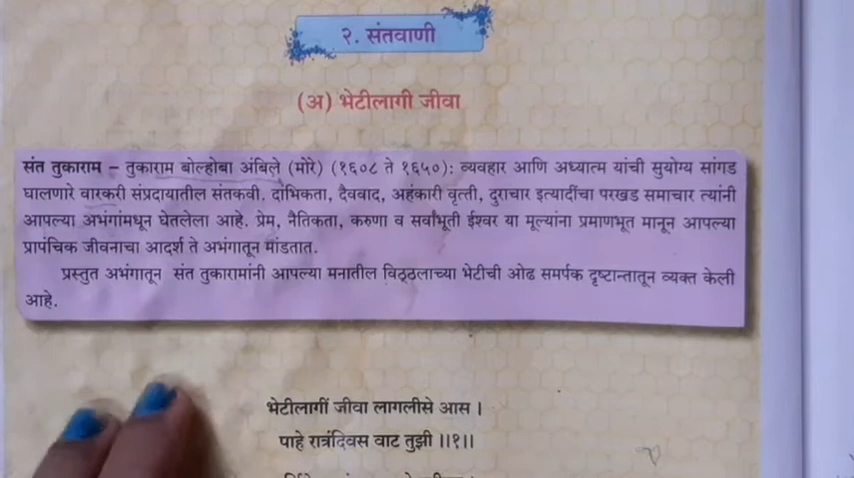 २. संतवाणी
(अ) भेटीलागी जीवा
संत तुकाराम – तुकाराम बोल्होबा अंबिले (मोरे) (१६०८ ते १६५०): व्यवहार आणि अध्यात्म यांची सुयोग्य सांगड
घालणारे वारकरी संप्रदायातील संतकवी. दांभिकता, दैववाद, अहंकारी वृत्ती, दुराचार इत्यादींचा परखड समाचार त्यांनी
आपल्या अभंगांमधून घेतलेला आहे. प्रेम, नैतिकता, करुणा व सर्वांभूती ईश्वर या मूल्यांना प्रमाणभूत मानून आपल्या
प्रापंचिक जीवनाचा आदर्श ते अभंगातून मांडतात.
प्रस्तुत अभंगातून संत तुकारामांनी आपल्या मनातील विठ्ठलाच्या भेटीची ओढ समर्पक दृष्टान्तातून व्यक्त केली
आहे.
भेटीलागीं जीवा लागलीसे आस ।
पाहे रात्रंदिवस वाट तुझी ।।१।।